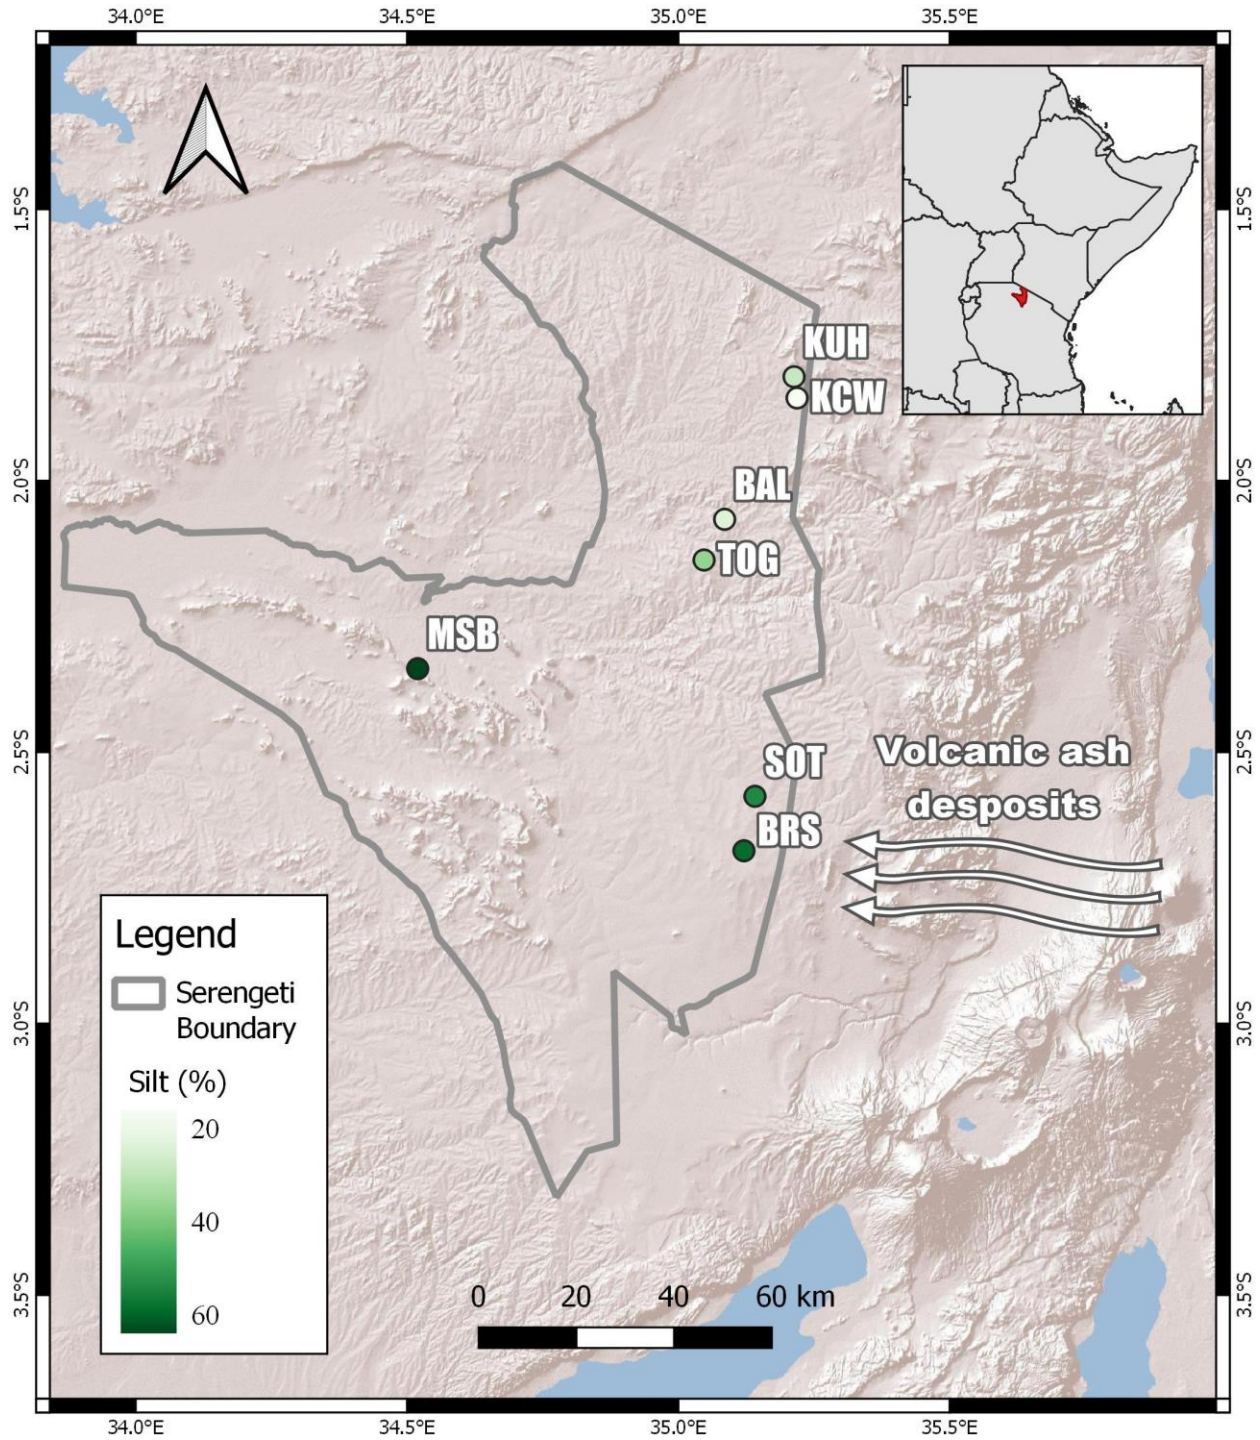 34.0°E 34.5°E 35.0°E 35.5°E
1.5°S 1.5°S
KUH
KCW
2.0°S 2.0°S
BAL
TOG
MSB
2.5°S 2.5°S
SOT
Volcanic ash
desposits
BRS
Legend
Serengeti
Boundary
3.0°S 3.0°S
Silt (%)
20
40
60
3.5°S 3.5°S
0 20 40 60 km
34.0°E 34.5°E 35.0°E 35.5°E